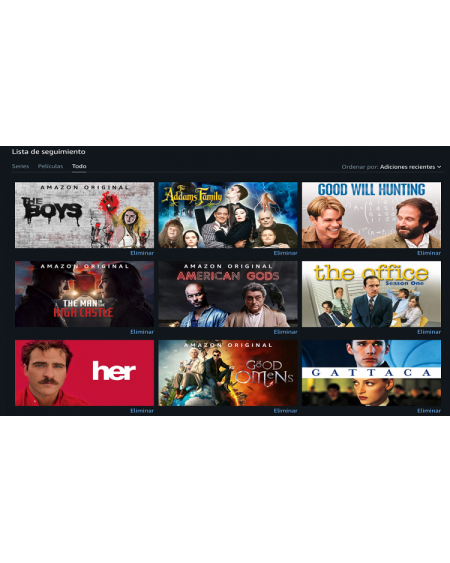 Lista de seguimiento
Series Películas Todo
Ordenar por: Adiciones recientes
AMAZON ORIGINAL
THE BOYS
Eliminar
The Addams Family
Eliminar
GOOD WILL HUNTING
Eliminar
AMAZON ORIGINAL
THE MAN IN THE HIGH CASTLE
Eliminar
AMAZON ORIGINAL
AMERICAN GODS
Eliminar
the office
Season One
Eliminar
her
Eliminar
AMAZON ORIGINAL
GOOD OMENS
Eliminar
GATTACA
Eliminar